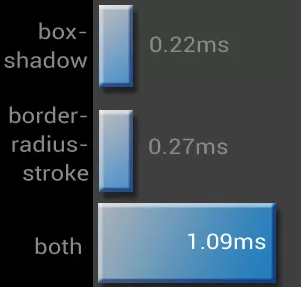 box-
shadow
0.22ms
border-
radius-
stroke
0.27ms
both
1.09ms